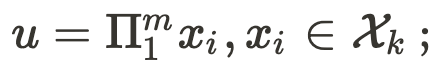 u = Π₁ᵐ xᵢ, xᵢ ∈ 𝒳ₖ ;